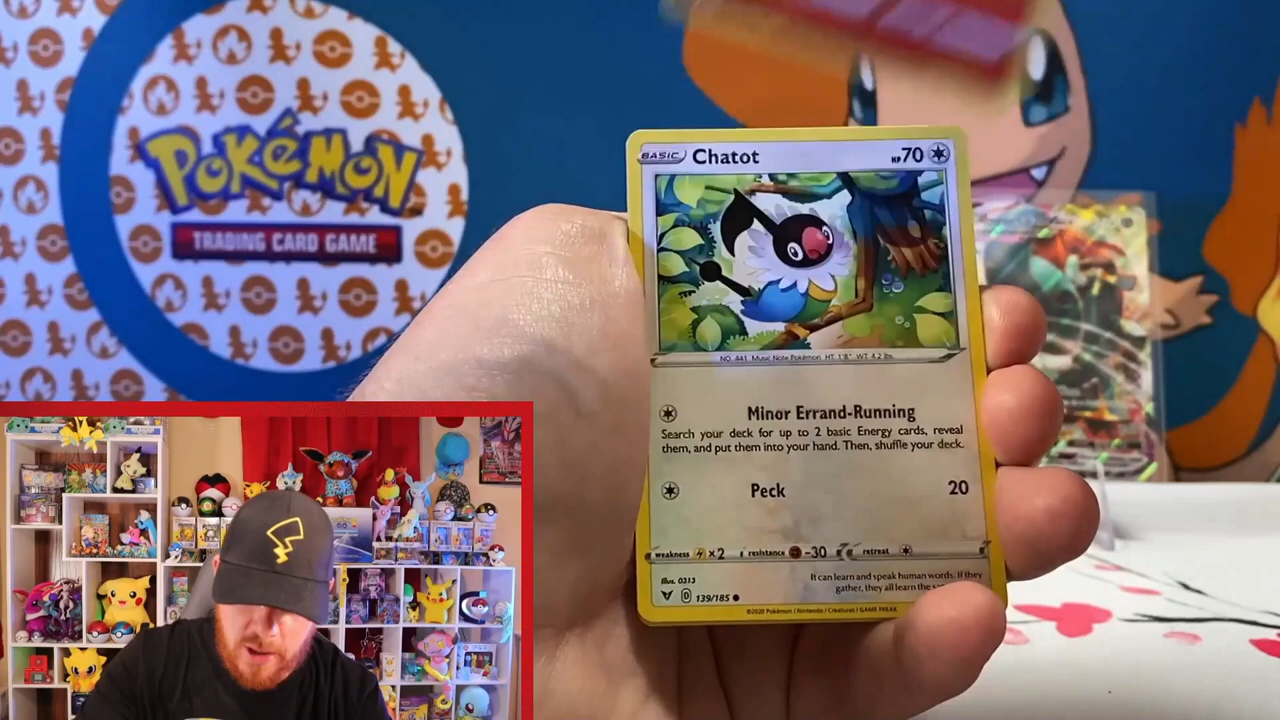 POKéMON
TRADING CARD GAME
BASIC Chatot HP70
NO. 441 Music Note Pokémon HT: 1'8" WT: 4.2 lbs.
Minor Errand-Running
Search your deck for up to 2 basic Energy cards, reveal
them, and put them into your hand. Then, shuffle your deck.
Peck 20
weakness ×2 resistance -30 retreat
Illus. 0313
It can learn and speak human words. If they
gather, they all learn the
139/185
©2020 Pokémon / Nintendo / Creatures / GAME FREAK